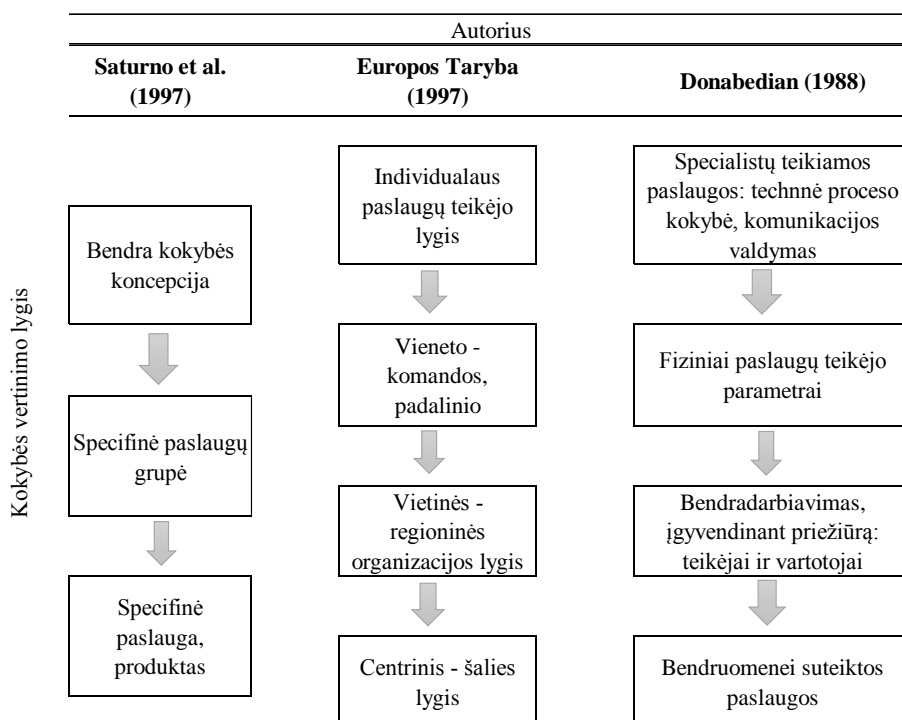 Autorius
Saturno et al.
(1997)
Europos Taryba
(1997)
Donabedian (1988)
Kokybės vertinimo lygis
Bendra kokybės
koncepcija
Specifinė paslaugų
grupė
Specifinė
paslauga,
produktas
Individualaus
paslaugų teikėjo
lygis
Vieneto -
komandos,
padalinio
Vietinės -
regioninės
organizacijos lygis
Centrinis - šalies
lygis
Specialistų teikiamos
paslaugos: technnė proceso
kokybė, komunikacijos
valdymas
Fiziniai paslaugų teikėjo
parametrai
Bendradarbiavimas,
įgyvendinant priežiūrą:
teikėjai ir vartotojai
Bendruomenei suteiktos
paslaugos